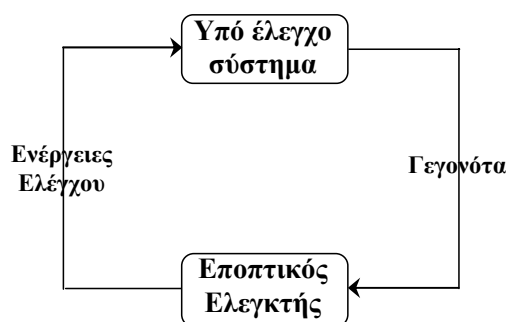 Υπό έλεγχο
σύστημα
Ενέργειες
Ελέγχου
Γεγονότα
Εποπτικός
Ελεγκτής